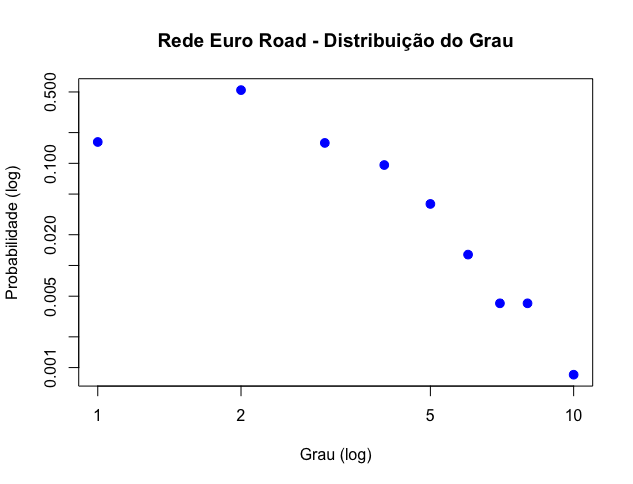 Rede Euro Road - Distribuição do Grau
Probabilidade (log)
0.500
0.100
0.020
0.005
0.001
1 2 5 10
Grau (log)